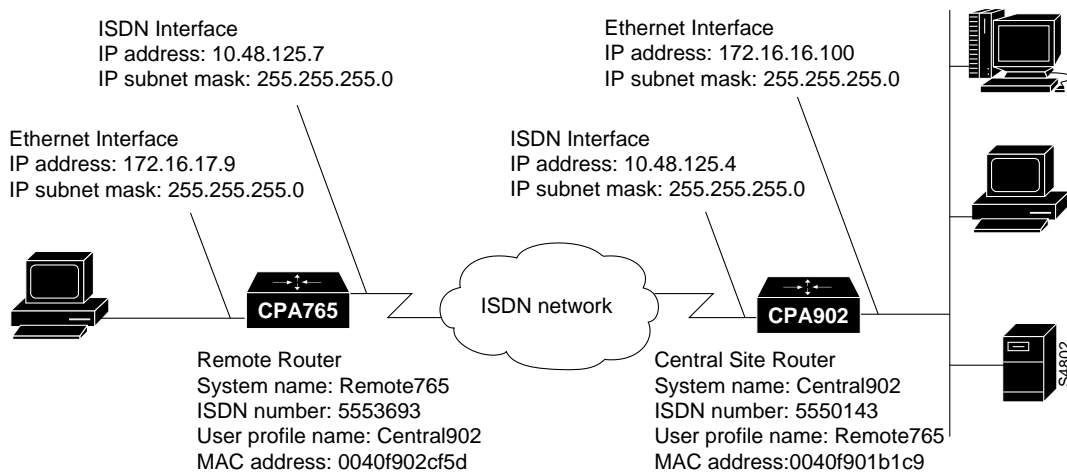 ISDN Interface
IP address: 10.48.125.7
IP subnet mask: 255.255.255.0
Ethernet Interface
IP address: 172.16.16.100
IP subnet mask: 255.255.255.0
Ethernet Interface
IP address: 172.16.17.9
IP subnet mask: 255.255.255.0
ISDN Interface
IP address: 10.48.125.4
IP subnet mask: 255.255.255.0
CPA765
ISDN network
CPA902
Remote Router
System name: Remote765
ISDN number: 5553693
User profile name: Central902
MAC address: 0040f902cf5d
Central Site Router
System name: Central902
ISDN number: 5550143
User profile name: Remote765
MAC address:0040f901b1c9
S4802